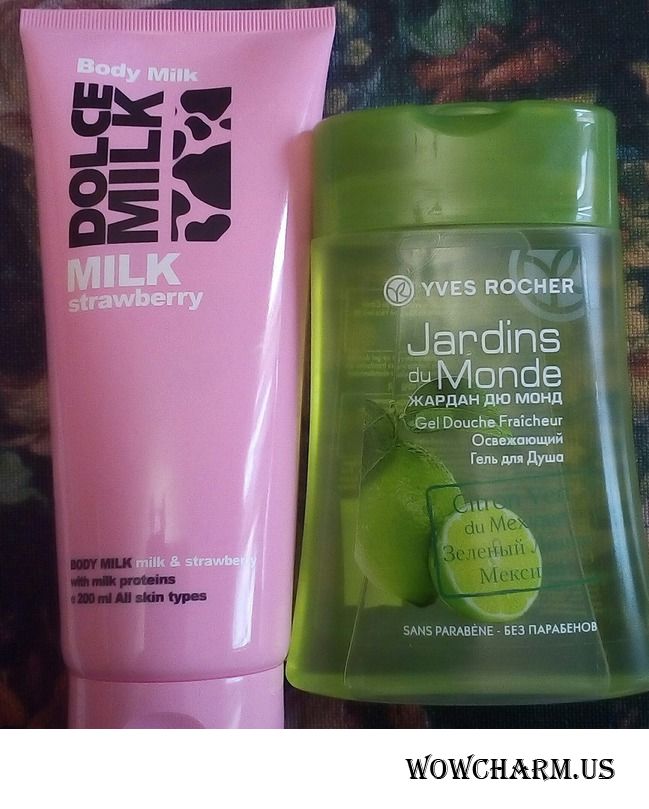 Body Milk
DOLCE
MILK
MILK
strawberry
BODY MILK milk & strawberry
with milk proteins
e 200 ml All skin types
YVES ROCHER
Jardins
du Monde
ЖАРДАН ДЮ МОНД
Gel Douche Fraîcheur
Освежающий
Гель для Душа
Citron Vert
du Mex
Зеленый Л
Мекси
SANS PARABÈNE - БЕЗ ПАРАБЕНОВ
WOWCHARM.US